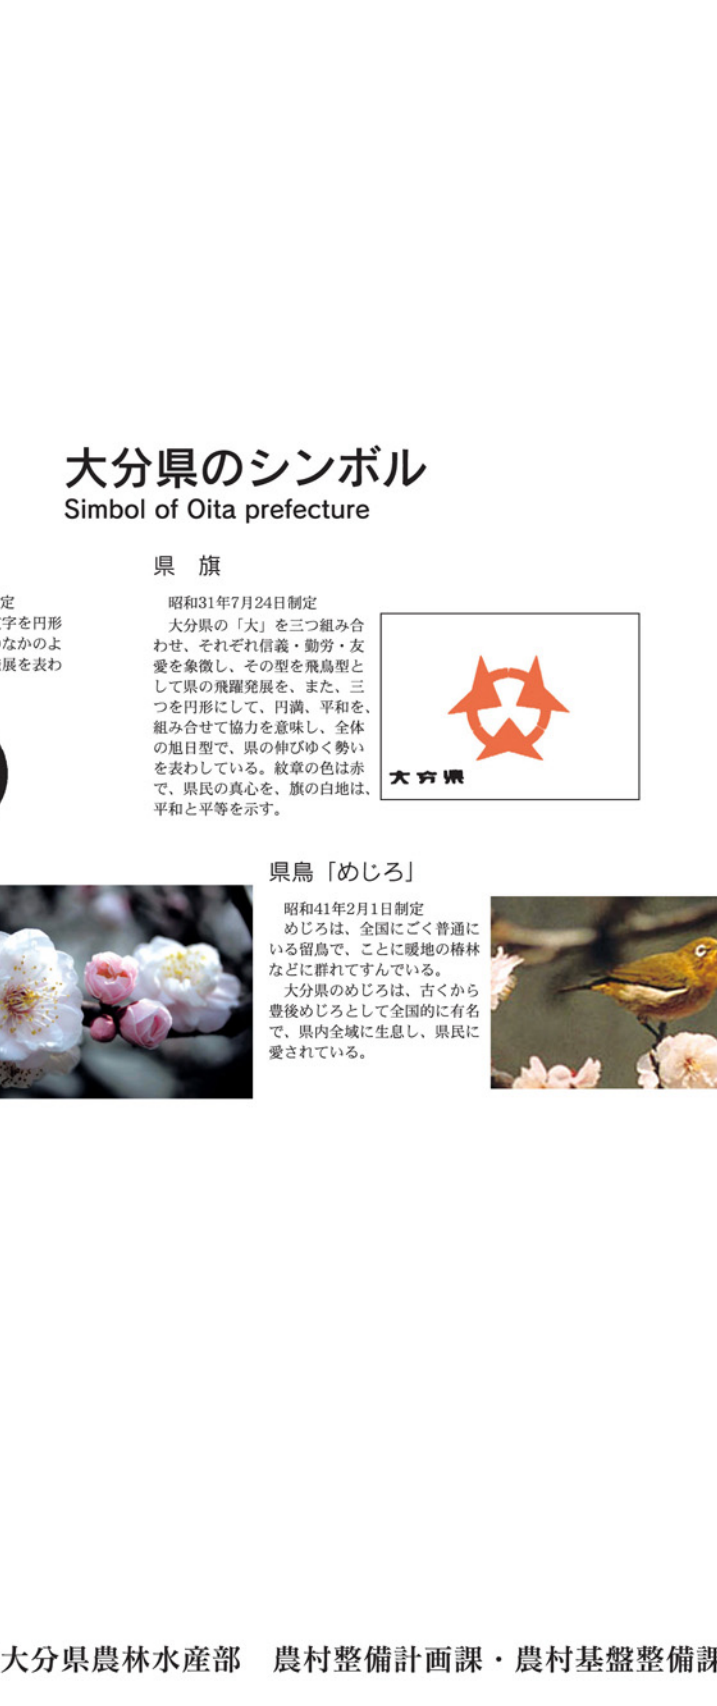 大分県のシンボル
Simbol of Oita prefecture
定
字を円形
なかのよ
展を表わ
県　旗
昭和31年7月24日制定
大分県の「大」を三つ組み合
わせ、それぞれ信義・勤労・友
愛を象徴し、その型を飛鳥型と
して県の飛躍発展を、また、三
つを円形にして、円満、平和を、
組み合せて協力を意味し、全体
の旭日型で、県の伸びゆく勢い
を表わしている。紋章の色は赤
で、県民の真心を、旗の白地は、
平和と平等を示す。
大分県
県鳥「めじろ」
昭和41年2月1日制定
めじろは、全国にごく普通に
いる留鳥で、ことに暖地の椿林
などに群れてすんでいる。
大分県のめじろは、古くから
豊後めじろとして全国的に有名
で、県内全域に生息し、県民に
愛されている。
大分県農林水産部　農村整備計画課・農村基盤整備課